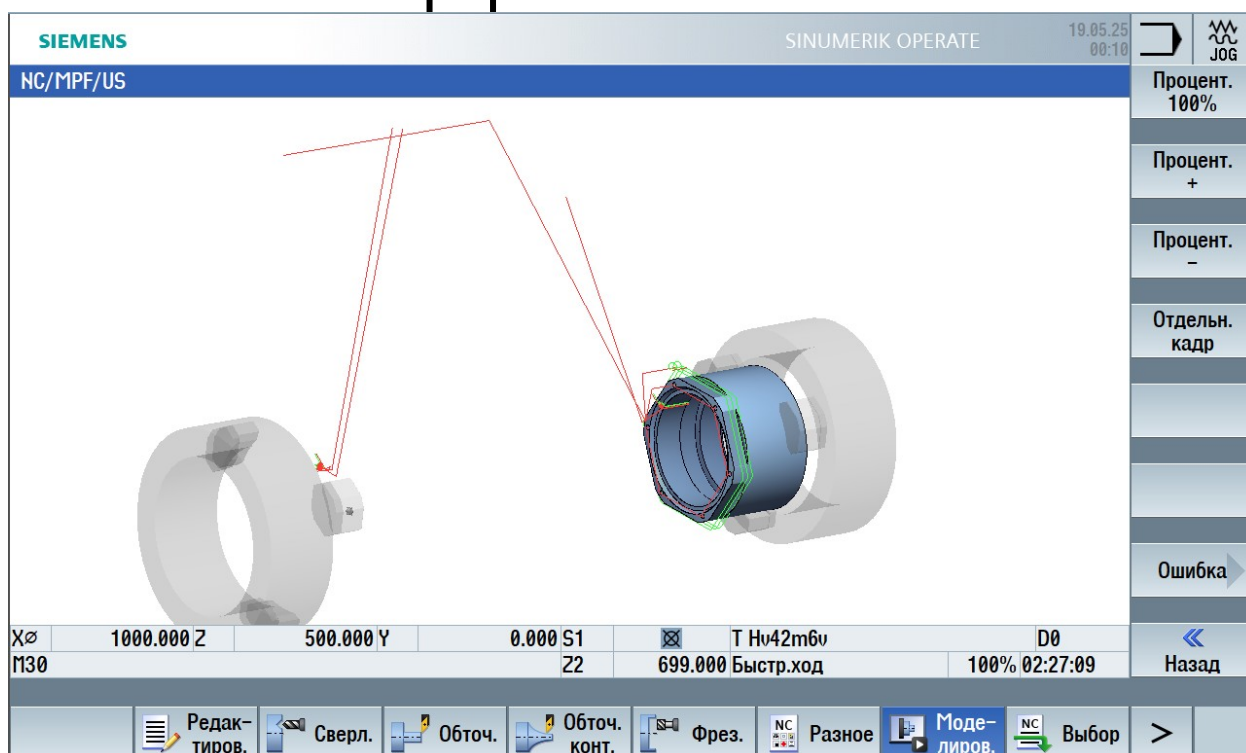 SIEMENS
SINUMERIK OPERATE
19.05.25
00:10
JOG
NC/MPF/US
Процент.
100%
Процент.
+
Процент.
-
Отдельн.
кадр
Ошибка
Назад
XØ 1000.000 Z 500.000 Y 0.000 S1 T Hv42m6v D0
M30 Z2 699.000 Быстр.ход 100% 02:27:09
Редак-
тиров.
Сверл.
Обточ.
Обточ.
конт.
Фрез.
NC
Разное
Моде-
лиров.
NC
Выбор
>